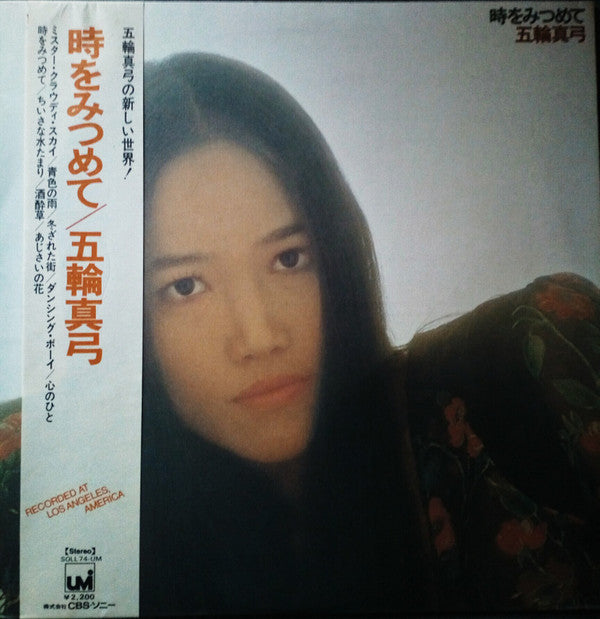 時をみつめて
五輪真弓
五輪真弓の新しい世界!
時をみつめて/五輪真弓
ミスター・クラウディ・スカイ/青色の雨/冬ざれた街/ダンシング・ボーイ/心のひと
時をみつめて/ちいさな水たまり/酒酔草/あじさいの花
RECORDED AT
LOS ANGELES,
AMERICA
【Stereo】
SOLL 74-UM
UM
¥2,200
株式会社 CBS・ソニー